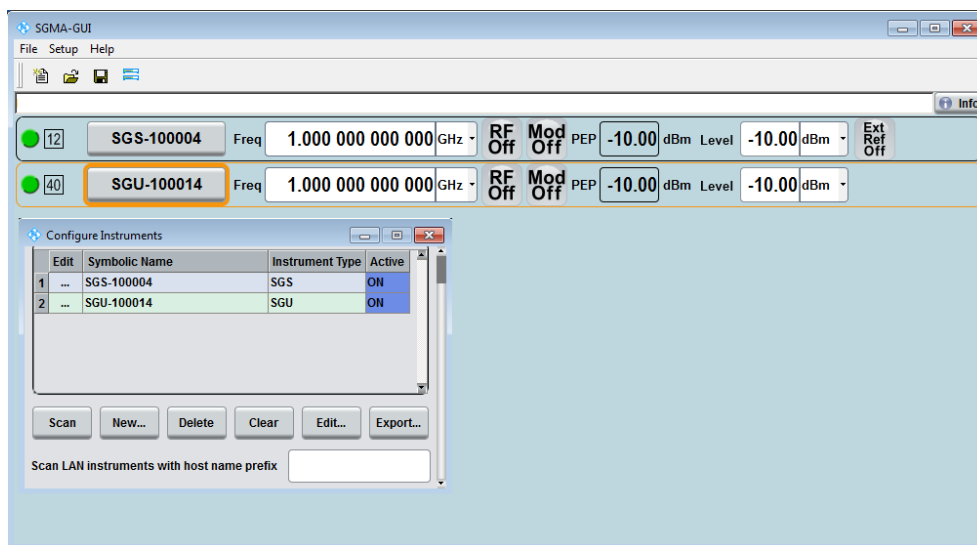 SGMA-GUI
File Setup Help
Info
12 SGS-100004 Freq 1.000 000 000 000 GHz RF Off Mod Off PEP -10.00 dBm Level -10.00 dBm Ext Ref Off
40 SGU-100014 Freq 1.000 000 000 000 GHz RF Off Mod Off PEP -10.00 dBm Level -10.00 dBm
Configure Instruments
Edit Symbolic Name Instrument Type Active
1 ... SGS-100004 SGS ON
2 ... SGU-100014 SGU ON
Scan New... Delete Clear Edit... Export...
Scan LAN instruments with host name prefix